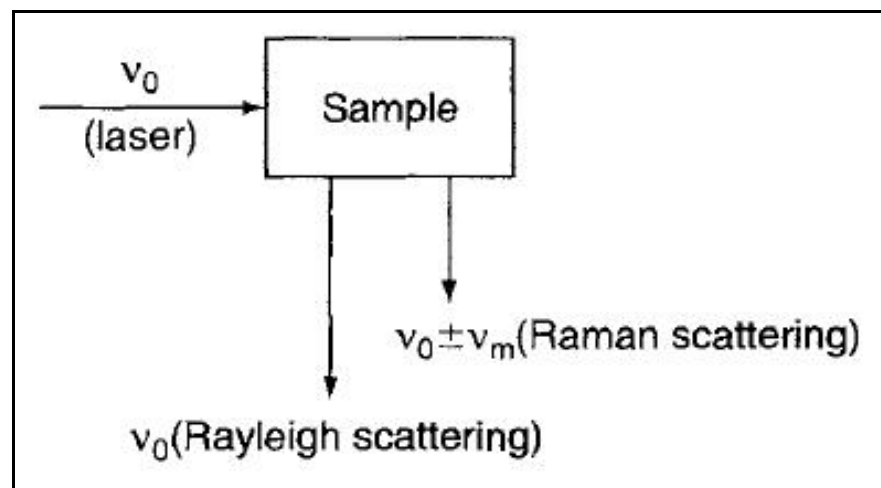 ν₀
(laser)
Sample
ν₀±νₘ(Raman scattering)
ν₀(Rayleigh scattering)